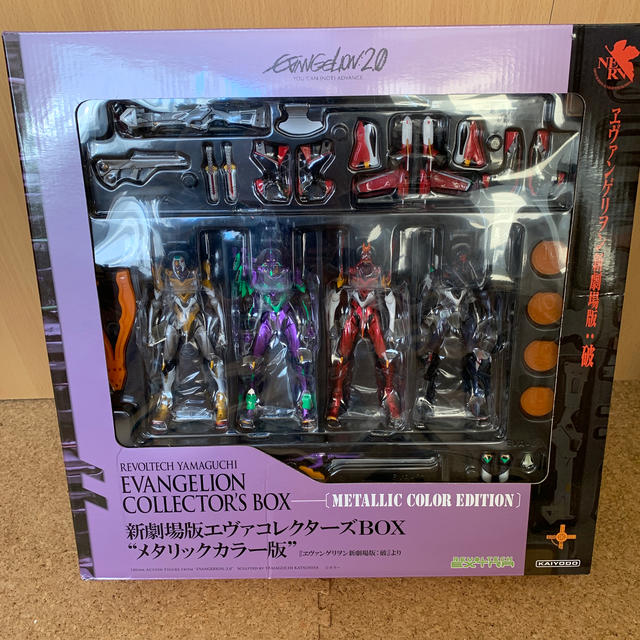 EVANGELION:2.0
YOU CAN (NOT) ADVANCE.
NERV
ヱヴァンゲリヲン新劇場版:破
REVOLTECH YAMAGUCHI
EVANGELION
COLLECTOR'S BOX [METALLIC COLOR EDITION]
新劇場版エヴァコレクターズBOX
“メタリックカラー版” 『ヱヴァンゲリヲン新劇場版:破』より
REVOLTECH
EXTRA
KAIYODO